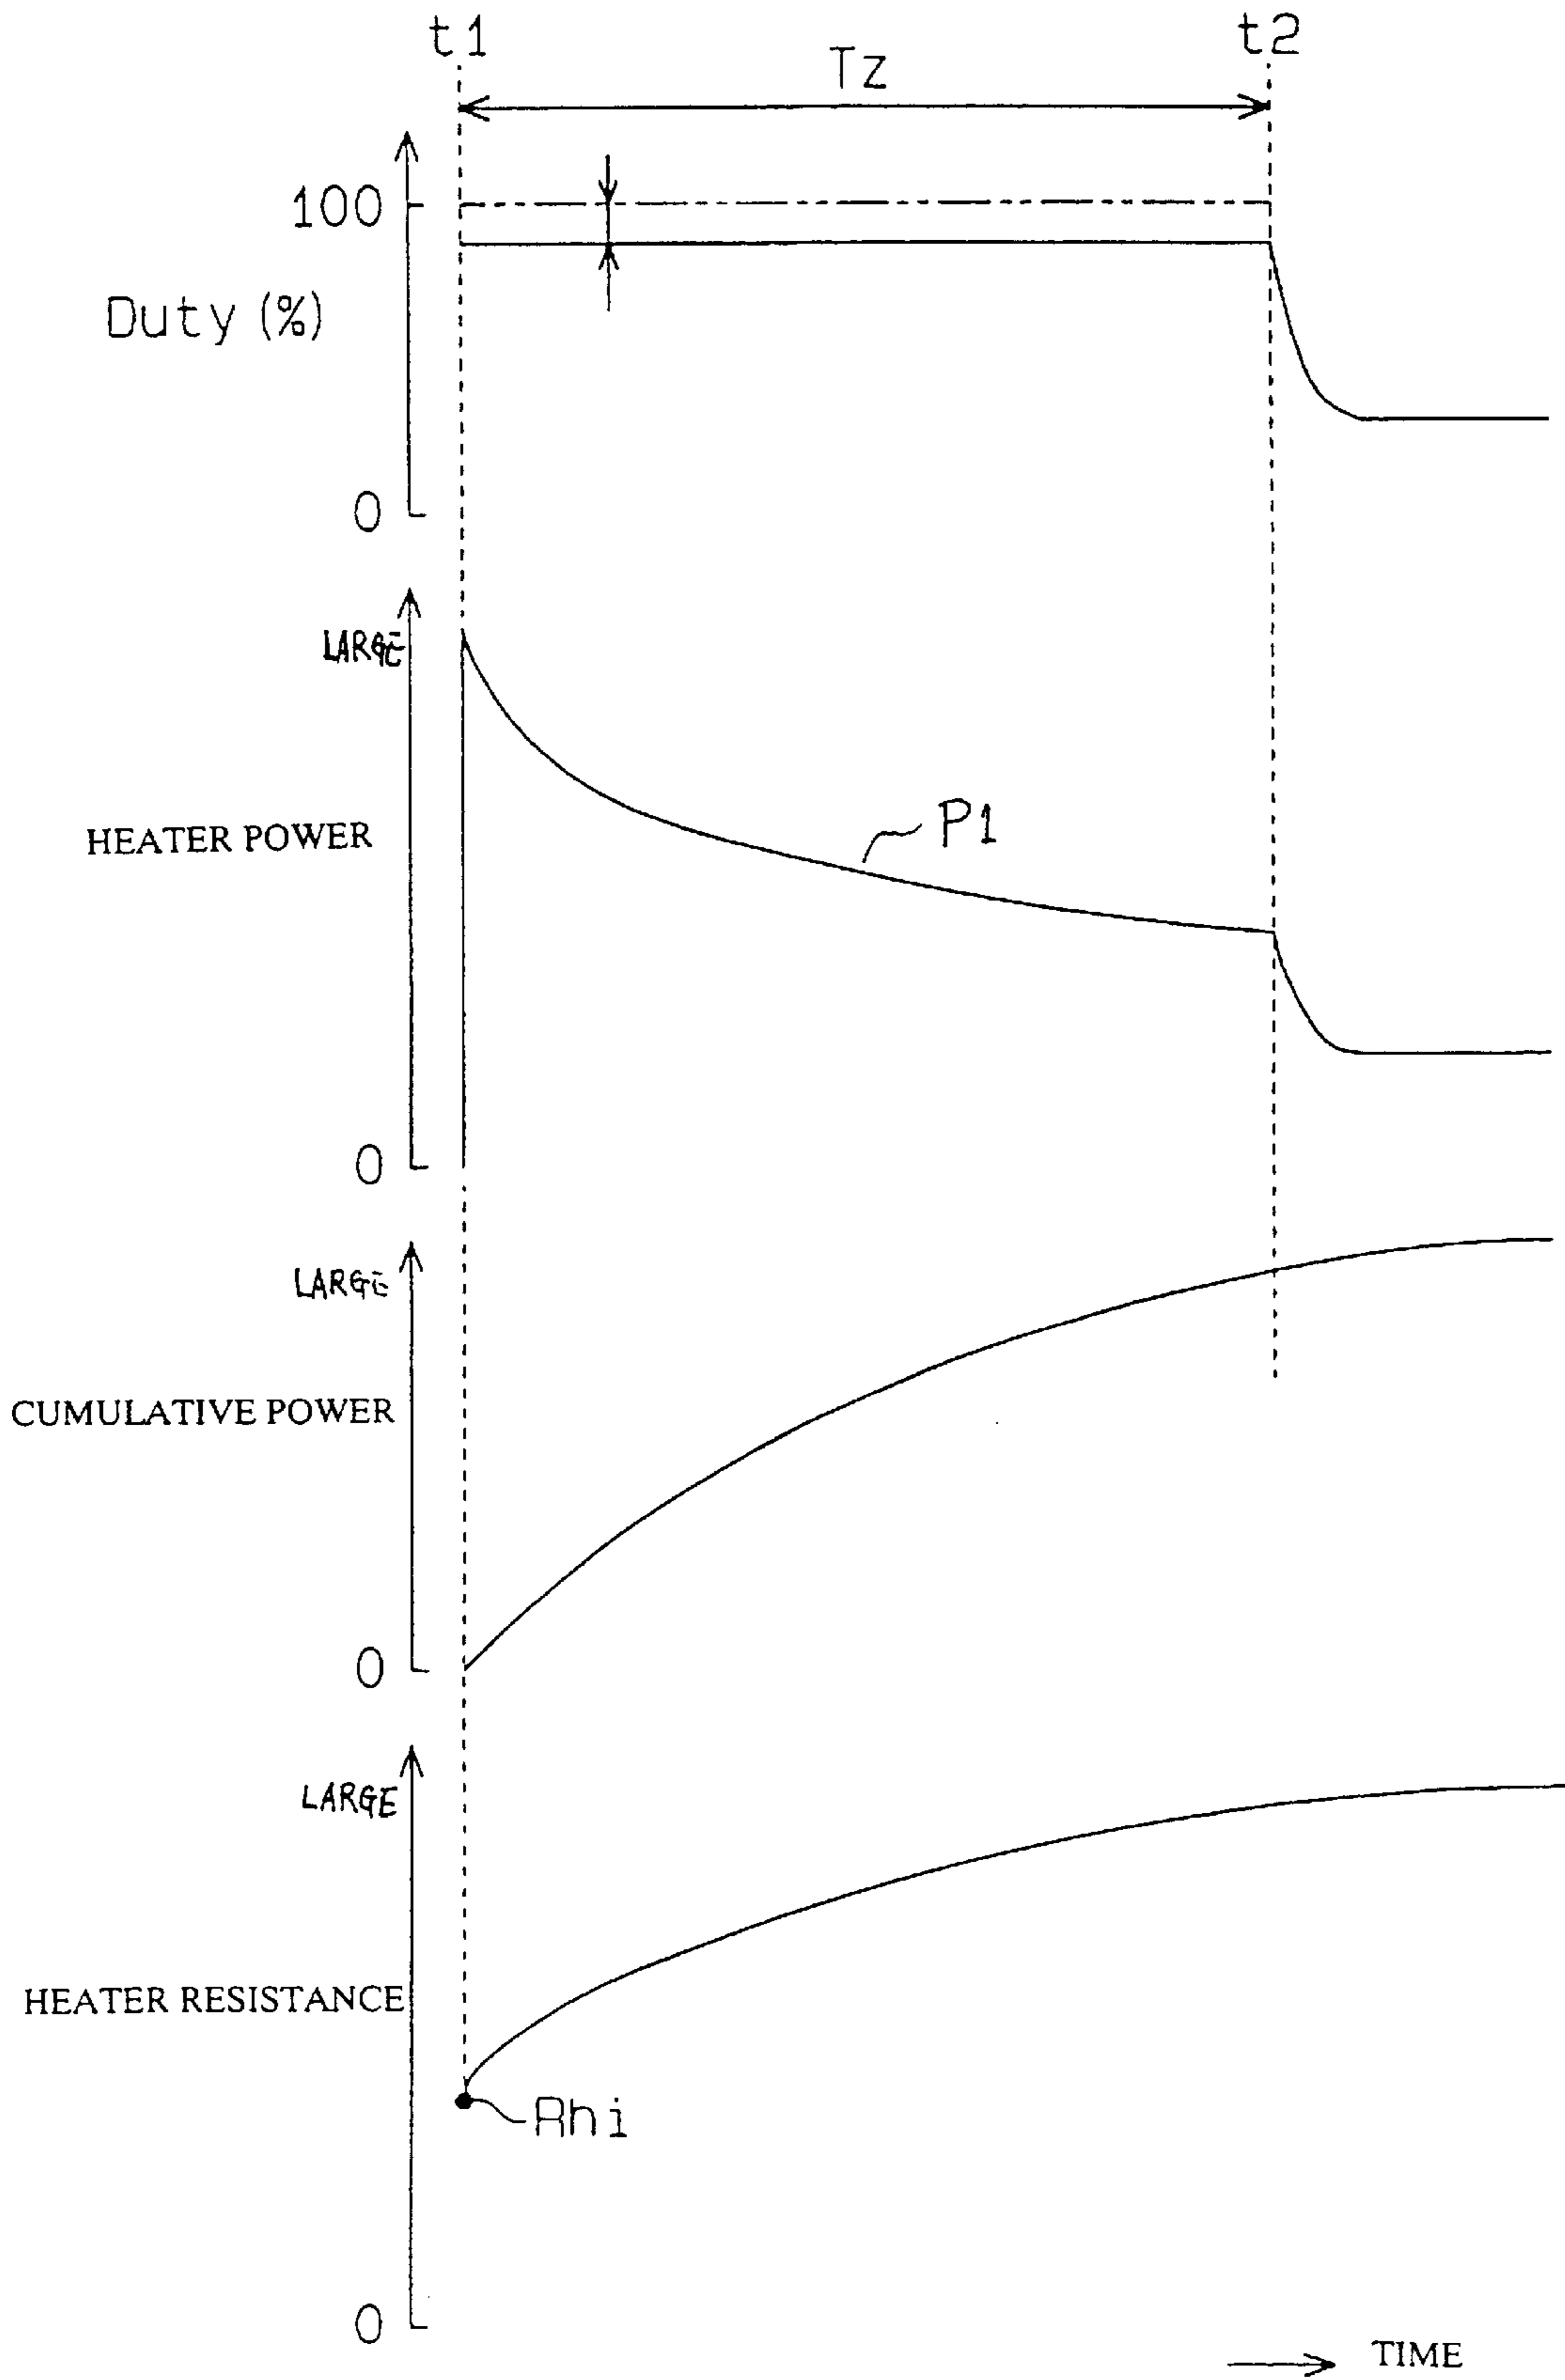 t1
t2
Tz
100
Duty (%)
0
LARGE
HEATER POWER
P1
0
LARGE
CUMULATIVE POWER
0
LARGE
HEATER RESISTANCE
Rhi
0
TIME